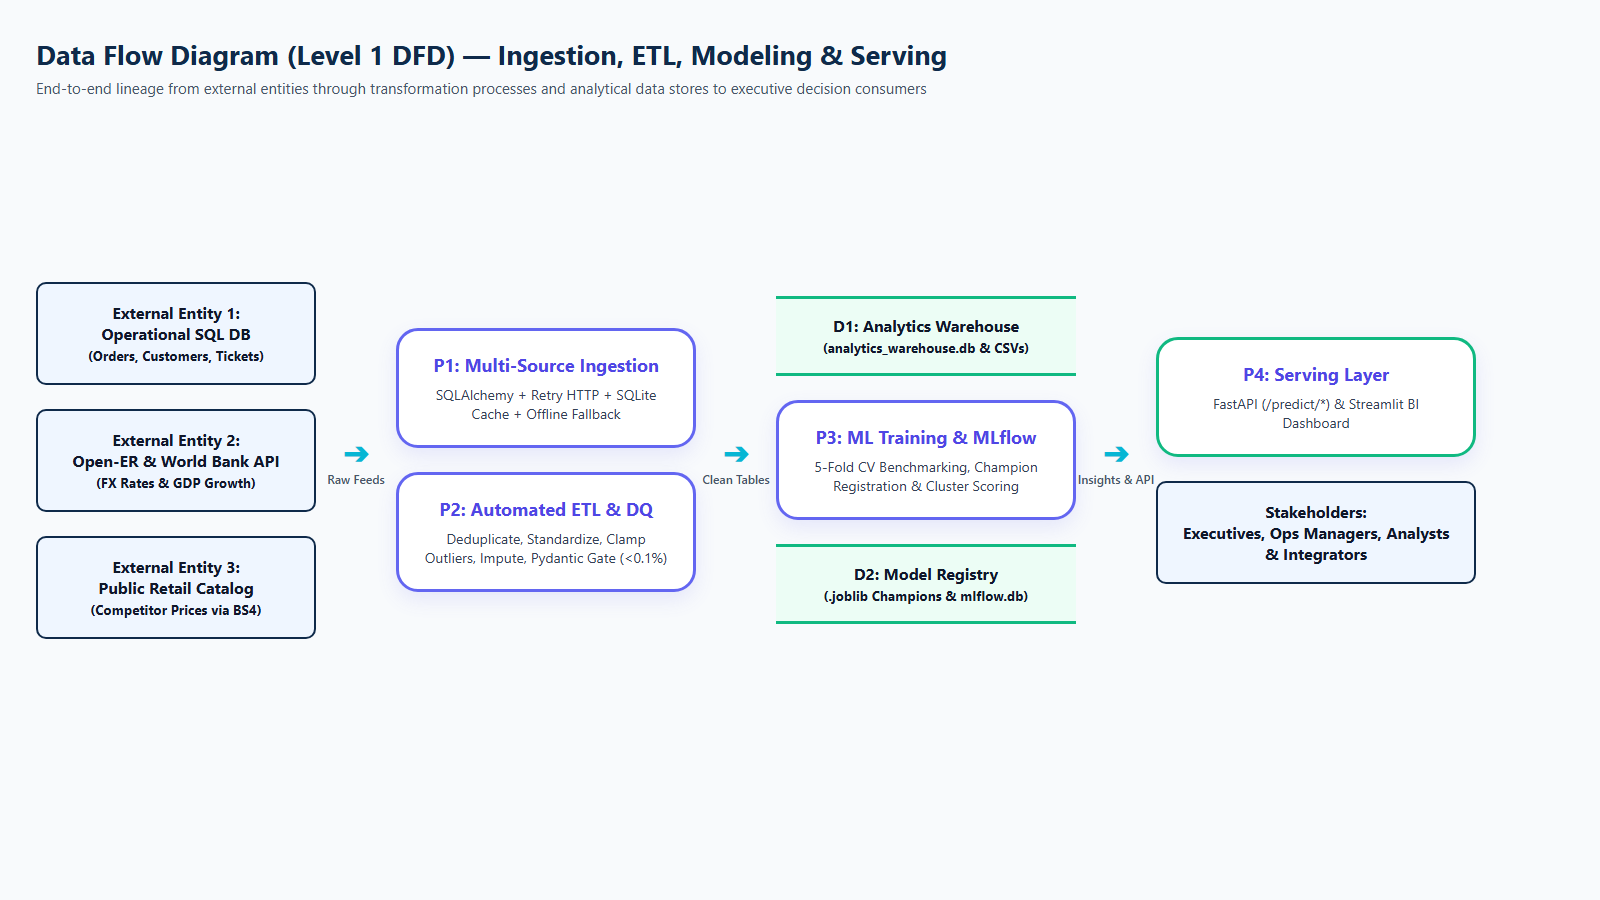 Data Flow Diagram (Level 1 DFD) — Ingestion, ETL, Modeling & Serving
End-to-end lineage from external entities through transformation processes and analytical data stores to executive decision consumers
External Entity 1:
Operational SQL DB
(Orders, Customers, Tickets)
External Entity 2:
Open-ER & World Bank API
(FX Rates & GDP Growth)
External Entity 3:
Public Retail Catalog
(Competitor Prices via BS4)
➔
Raw Feeds
P1: Multi-Source Ingestion
SQLAlchemy + Retry HTTP + SQLite
Cache + Offline Fallback
P2: Automated ETL & DQ
Deduplicate, Standardize, Clamp
Outliers, Impute, Pydantic Gate (<0.1%)
➔
Clean Tables
D1: Analytics Warehouse
(analytics_warehouse.db & CSVs)
P3: ML Training & MLflow
5-Fold CV Benchmarking, Champion
Registration & Cluster Scoring
D2: Model Registry
(.joblib Champions & mlflow.db)
➔
Insights & API
P4: Serving Layer
FastAPI (/predict/*) & Streamlit BI
Dashboard
Stakeholders:
Executives, Ops Managers, Analysts
& Integrators